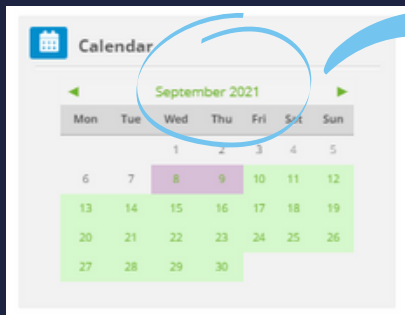 Calendar
◄ September 2021 ►
Mon Tue Wed Thu Fri Sat Sun
1 2 3 4 5
6 7 8 9 10 11 12
13 14 15 16 17 18 19
20 21 22 23 24 25 26
27 28 29 30